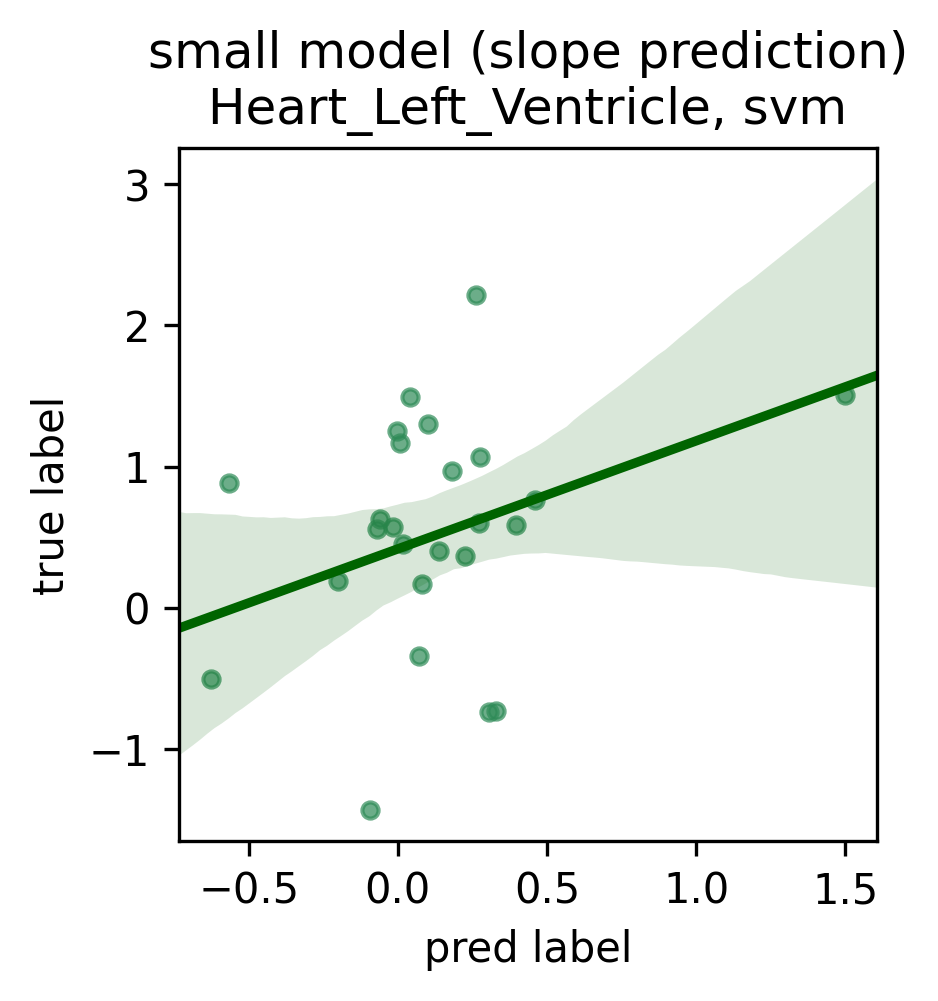 small model (slope prediction)
Heart_Left_Ventricle, svm
3
2
1
0
−1
true label
−0.5 0.0 0.5 1.0 1.5
pred label